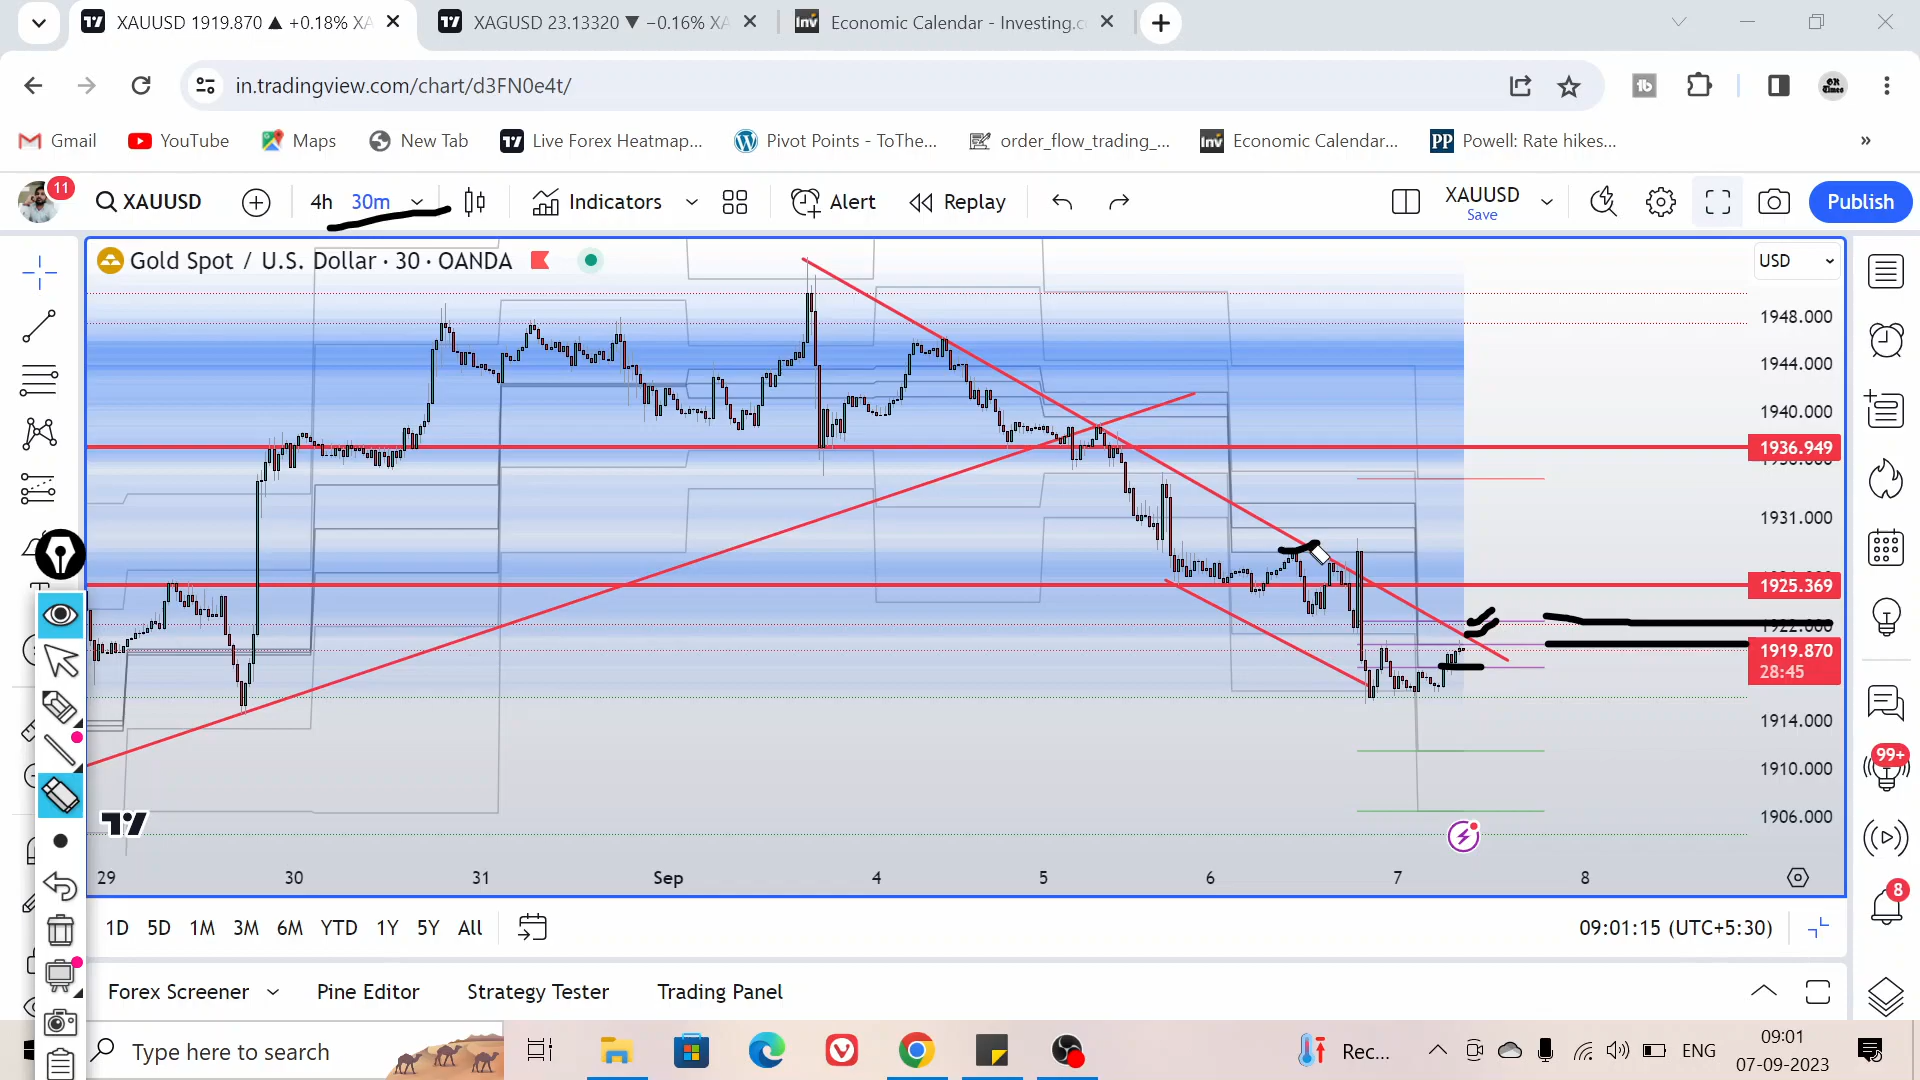 XAUUSD 1919.870 ▲ +0.18% XA
XAGUSD 23.13320 ▼ −0.16% XA
Economic Calendar - Investing.c
in.tradingview.com/chart/d3FN0e4t/
Gmail
YouTube
Maps
New Tab
Live Forex Heatmap...
Pivot Points - ToThe...
order_flow_trading_...
Economic Calendar...
Powell: Rate hikes...
»
11
XAUUSD
4h
30m
Indicators
Alert
Replay
XAUUSD
Save
Publish
Gold Spot / U.S. Dollar · 30 · OANDA
USD
1948.000
1944.000
1940.000
1936.949
1931.000
1925.369
1922.000
1919.870
28:45
1914.000
1910.000
1906.000
99+
8
29
30
31
Sep
4
5
6
7
8
1D
5D
1M
3M
6M
YTD
1Y
5Y
All
09:01:15 (UTC+5:30)
Forex Screener
Pine Editor
Strategy Tester
Trading Panel
Type here to search
Rec...
ENG
09:01
07-09-2023